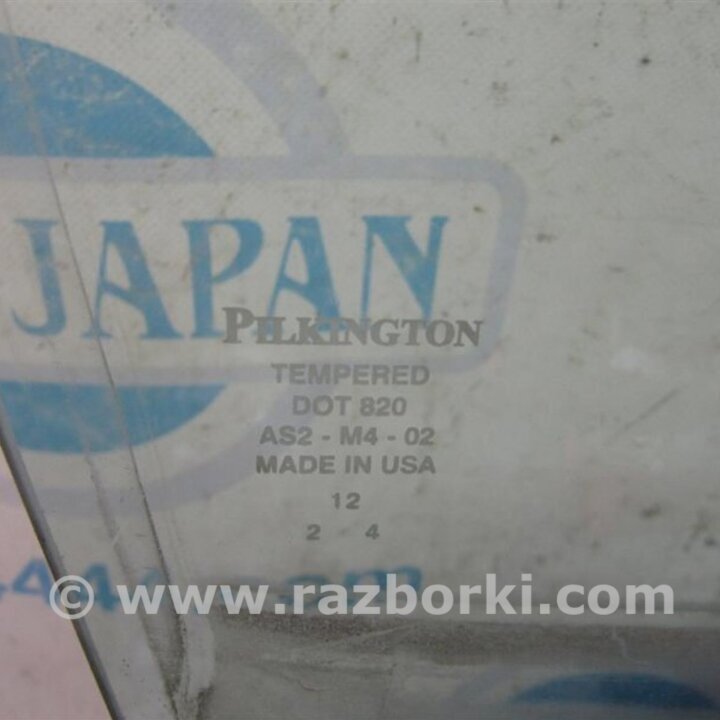 JAPAN
PILKINGTON
TEMPERED
DOT 820
AS2 - M4 - 02
MADE IN USA
12
2 4
© www.razborki.com